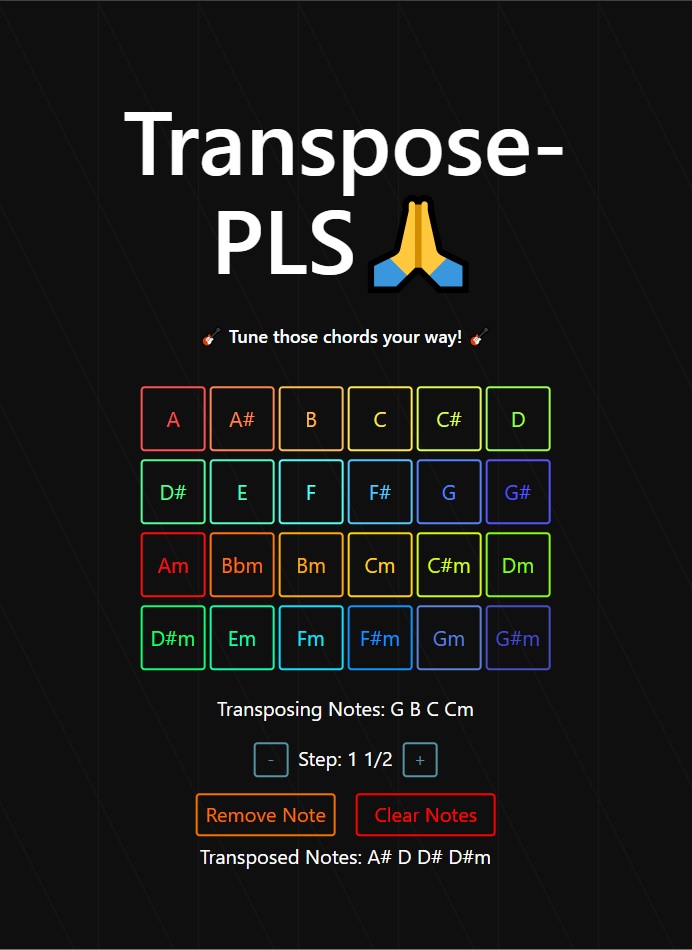 Transpose-
PLS🙏
🎸 Tune those chords your way! 🎸
A A# B C C# D
D# E F F# G G#
Am Bbm Bm Cm C#m Dm
D#m Em Fm F#m Gm G#m
Transposing Notes: G B C Cm
- Step: 1 1/2 +
Remove Note Clear Notes
Transposed Notes: A# D D# D#m